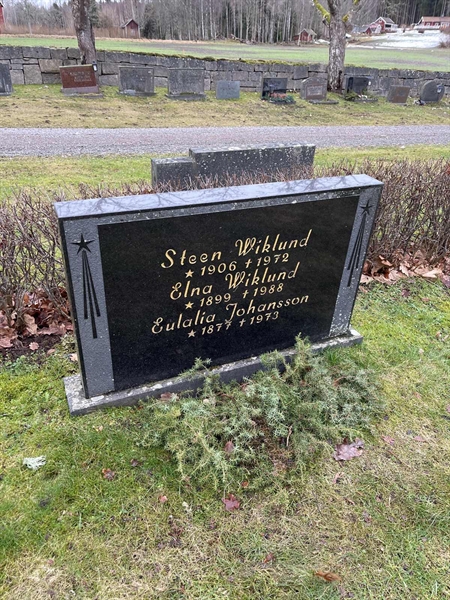 Steen Wiklund
★ 1906 † 1972
Elna Wiklund
★ 1899 † 1988
Eulalia Johansson
★ 1877 † 1973